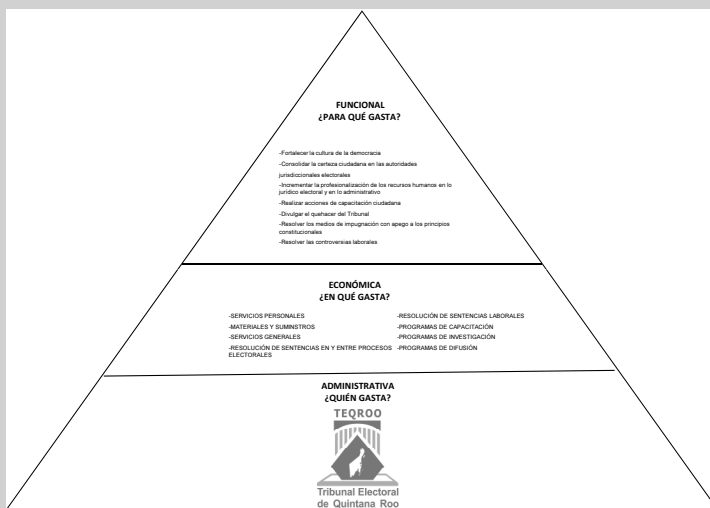 FUNCIONAL
¿PARA QUÉ GASTA?
-Fortalecer la cultura de la democracia
-Consolidar la certeza ciudadana en las autoridades
jurisdiccionales electorales
-Incrementar la profesionalización de los recursos humanos en lo
jurídico electoral y en lo administrativo
-Realizar acciones de capacitación ciudadana
-Divulgar el quehacer del Tribunal
-Resolver los medios de impugnación con apego a los principios
constitucionales
-Resolver las controversias laborales
ECONÓMICA
¿EN QUÉ GASTA?
-SERVICIOS PERSONALES
-MATERIALES Y SUMINSTROS
-SERVICIOS GENERALES
-RESOLUCIÓN DE SENTENCIAS EN Y ENTRE PROCESOS
ELECTORALES
-RESOLUCIÓN DE SENTENCIAS LABORALES
-PROGRAMAS DE CAPACITACIÓN
-PROGRAMAS DE INVESTIGACIÓN
-PROGRAMAS DE DIFUSIÓN
ADMINISTRATIVA
¿QUIÉN GASTA?
TEQROO
Tribunal Electoral
de Quintana Roo